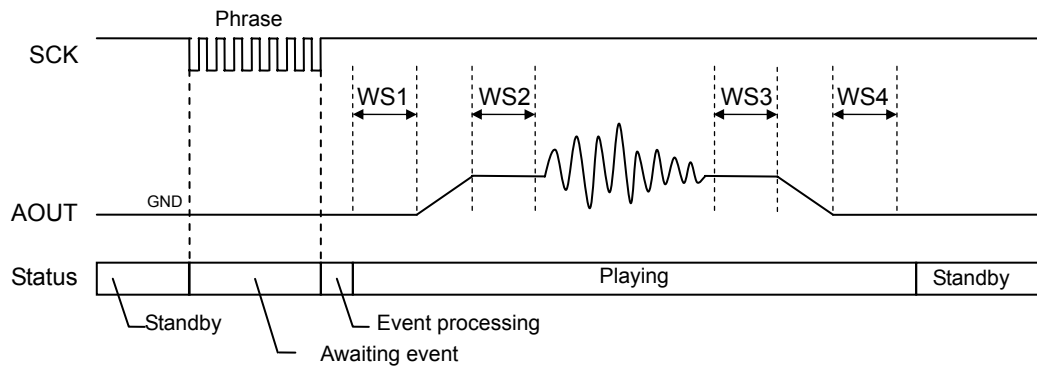 Phrase
SCK
WS1 WS2 WS3 WS4
GND
AOUT
Status Playing Standby
Standby Event processing
Awaiting event